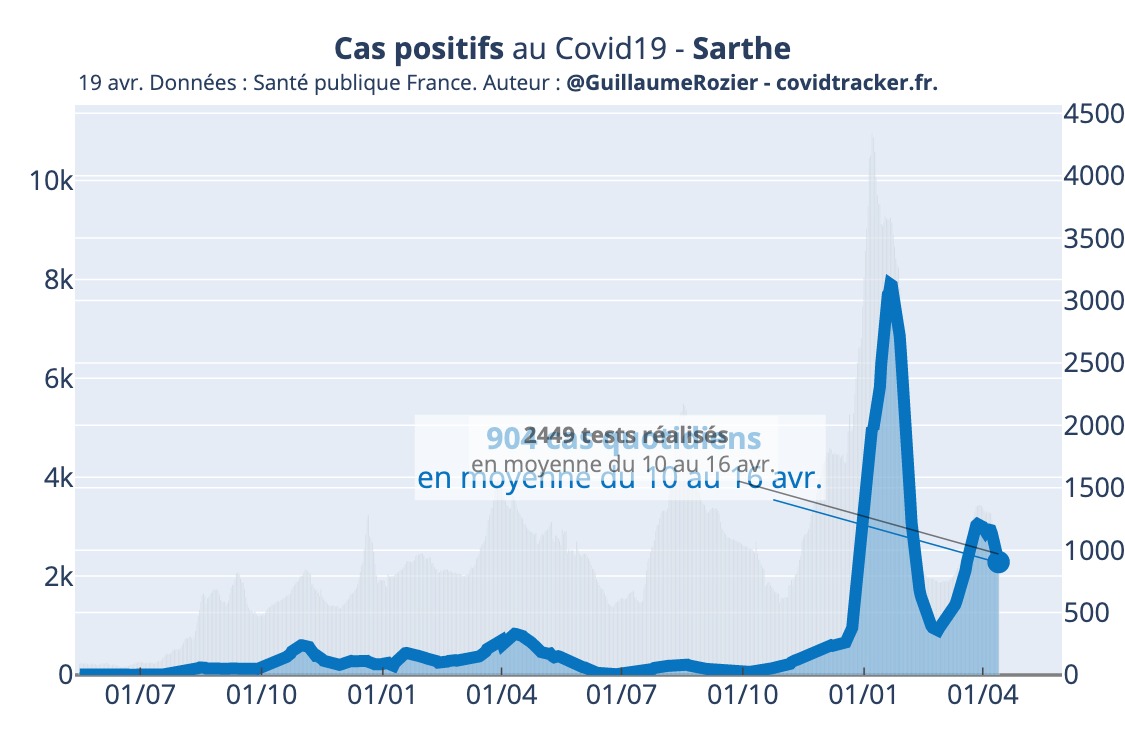 Cas positifs au Covid19 - Sarthe
19 avr. Données : Santé publique France. Auteur : @GuillaumeRozier - covidtracker.fr.
4500
10k
4000
3500
8k
3000
6k
2500
2000
904 cas quotidiens
2449 tests réalisés
en moyenne du 10 au 16 avr.
en moyenne du 10 au 16 avr.
4k
1500
1000
2k
500
0
0
01/07 01/10 01/01 01/04 01/07 01/10 01/01 01/04